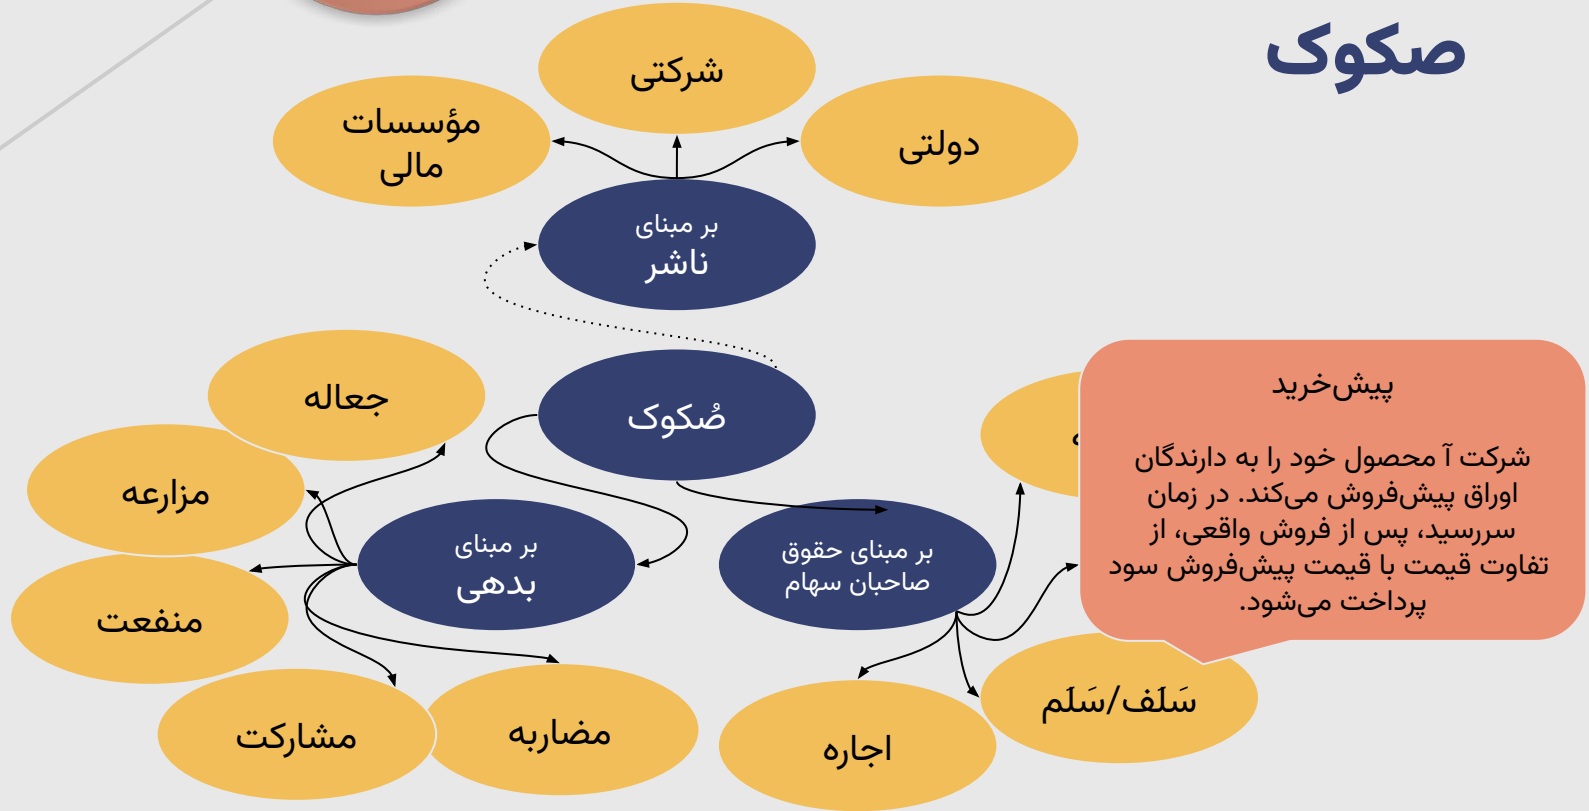 صکوک
شرکتی
دولتی
مؤسسات
مالی
بر مبنای
ناشر
صُکوک
جعاله
مزارعه
منفعت
مشارکت
مضاربه
بر مبنای
بدهی
بر مبنای حقوق
صاحبان سهام
پیش‌خرید
شرکت آ محصول خود را به دارندگان
اوراق پیش‌فروش می‌کند. در زمان
سررسید، پس از فروش واقعی، از
تفاوت قیمت با قیمت پیش‌فروش سود
پرداخت می‌شود.
سَلَف/سَلَم
اجاره